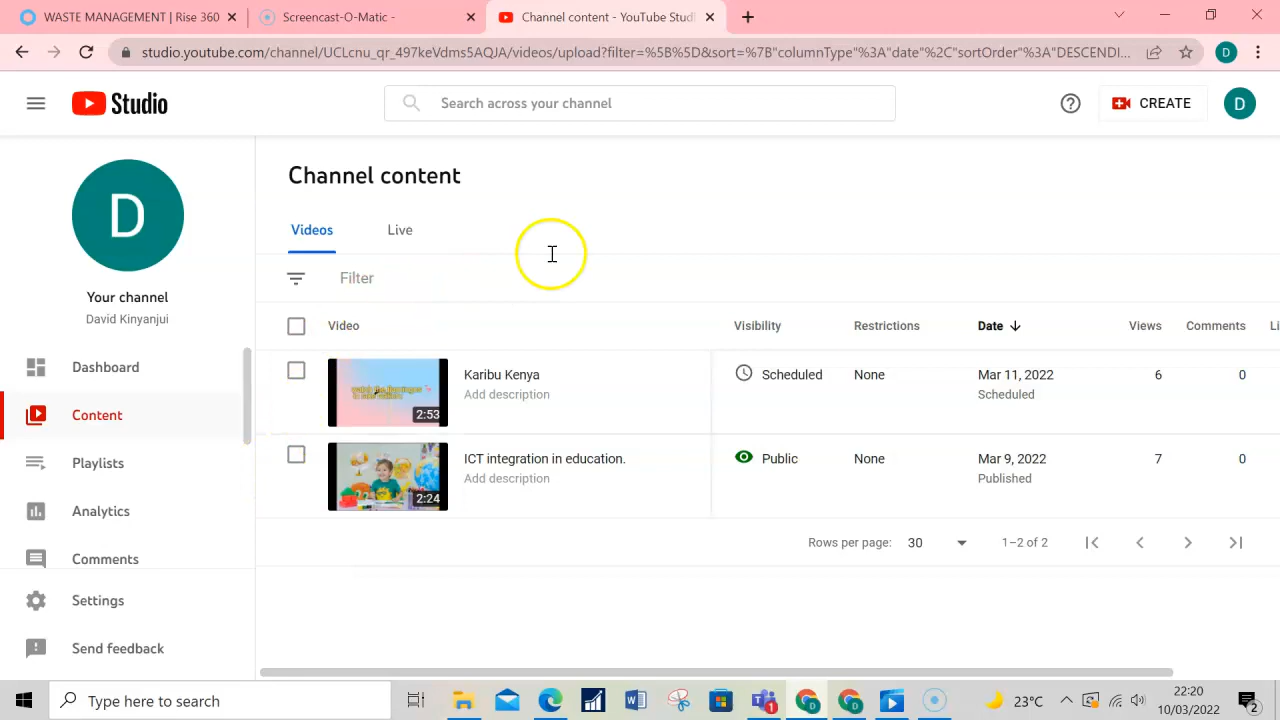 WASTE MANAGEMENT | Rise 360
Screencast-O-Matic -
Channel content - YouTube Studi
studio.youtube.com/channel/UCLcnu_qr_497keVdms5AQJA/videos/upload?filter=%5B%5D&sort=%7B"columnType"%3A"date"%2C"sortOrder"%3A"DESCENDI...
D
Studio
Search across your channel
CREATE
D
D
Your channel
David Kinyanjui
Dashboard
Content
Playlists
Analytics
Comments
Settings
Send feedback
Channel content
Videos Live
Filter
Video Visibility Restrictions Date Views Comments Li
2:53
Karibu Kenya
Add description
Scheduled None Mar 11, 2022 6 0
Scheduled
2:24
ICT integration in education.
Add description
Public None Mar 9, 2022 7 0
Published
Rows per page: 30 1–2 of 2
Type here to search
1
D
D
23°C
22:20
10/03/2022
2